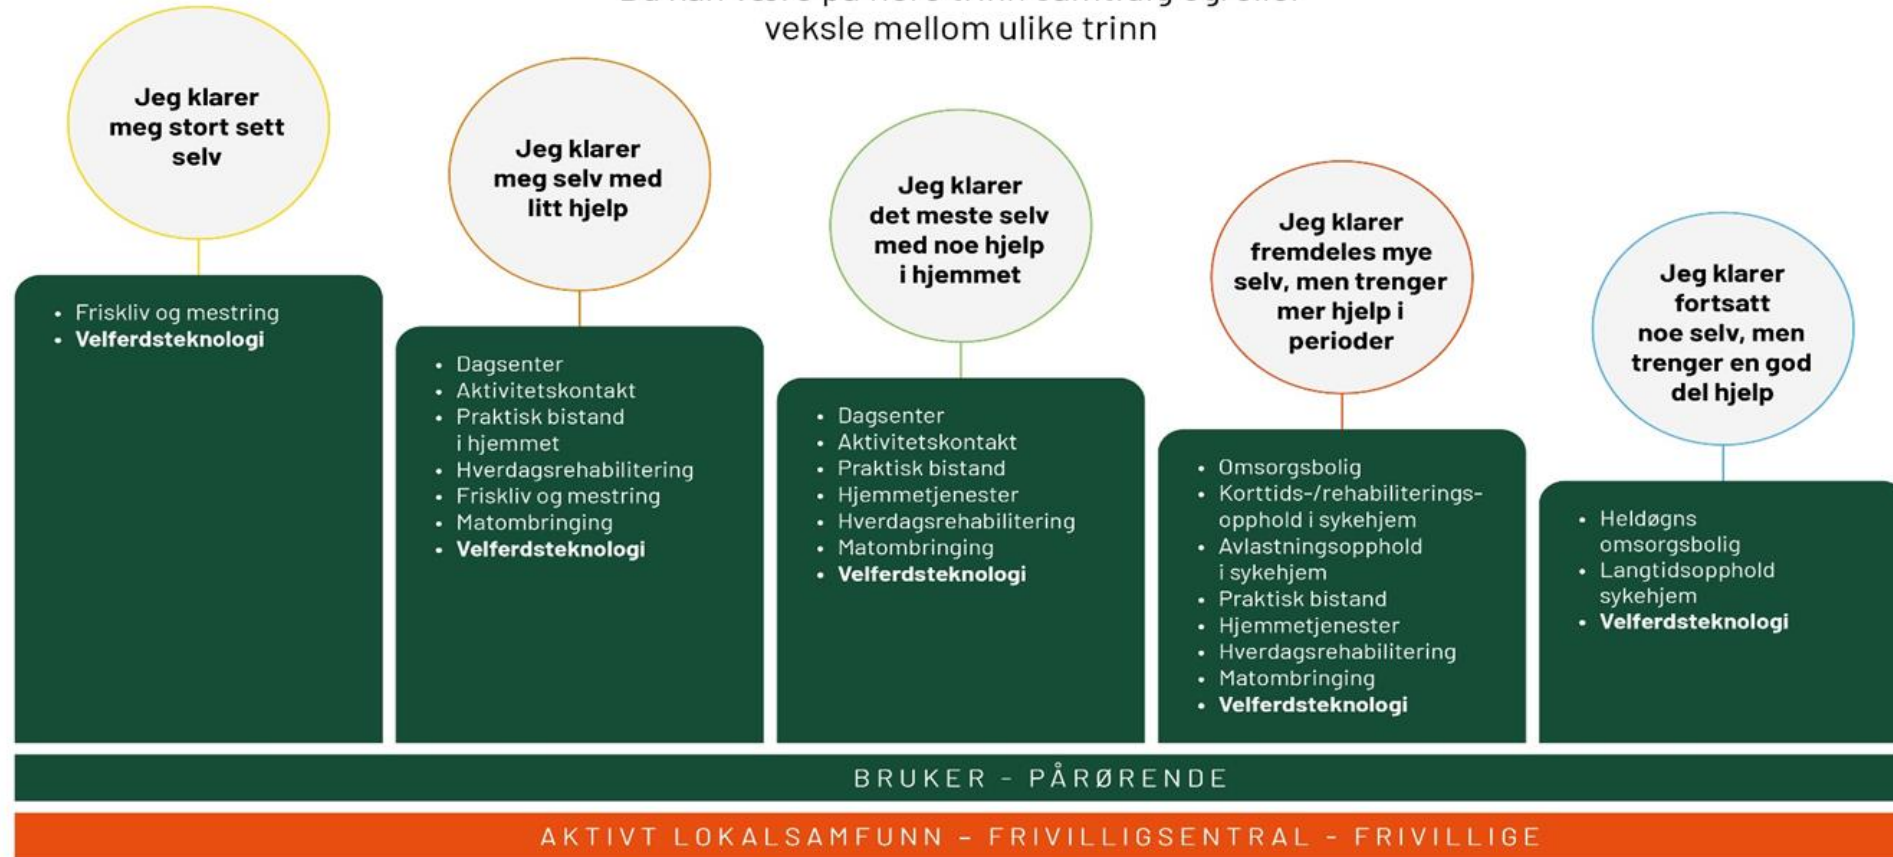 veksle mellom ulike trinn
Jeg klarer
meg stort sett
selv
• Friskliv og mestring
• Velferdsteknologi
Jeg klarer
meg selv med
litt hjelp
• Dagsenter
• Aktivitetskontakt
• Praktisk bistand
i hjemmet
• Hverdagsrehabilitering
• Friskliv og mestring
• Matombringing
• Velferdsteknologi
Jeg klarer
det meste selv
med noe hjelp
i hjemmet
• Dagsenter
• Aktivitetskontakt
• Praktisk bistand
• Hjemmetjenester
• Hverdagsrehabilitering
• Matombringing
• Velferdsteknologi
Jeg klarer
fremdeles mye
selv, men trenger
mer hjelp i
perioder
• Omsorgsbolig
• Korttids-/rehabiliterings-
opphold i sykehjem
• Avlastningsopphold
i sykehjem
• Praktisk bistand
• Hjemmetjenester
• Hverdagsrehabilitering
• Matombringing
• Velferdsteknologi
Jeg klarer
fortsatt
noe selv, men
trenger en god
del hjelp
• Heldøgns
omsorgsbolig
• Langtidsopphold
sykehjem
• Velferdsteknologi
BRUKER - PÅRØRENDE
AKTIVT LOKALSAMFUNN – FRIVILLIGSENTRAL - FRIVILLIGE